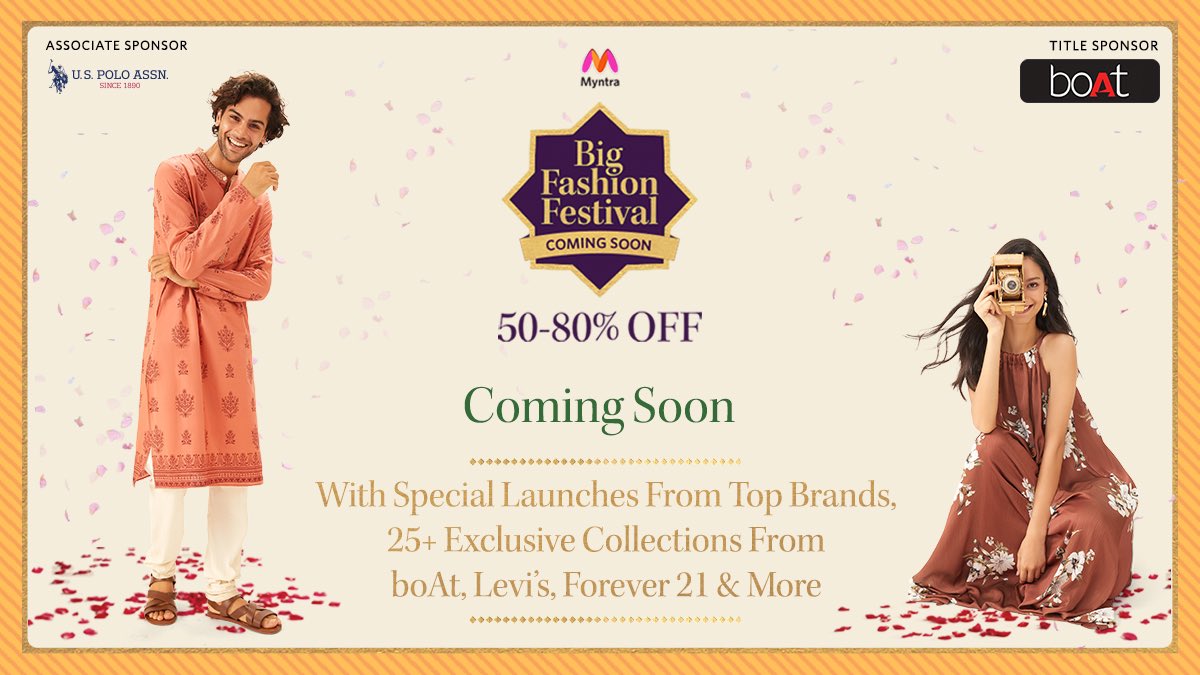 ASSOCIATE SPONSOR
U.S. POLO ASSN.
SINCE 1890
Myntra
TITLE SPONSOR
boAt
Big
Fashion
Festival
COMING SOON
50-80% OFF
Coming Soon
With Special Launches From Top Brands,
25+ Exclusive Collections From
boAt, Levi's, Forever 21 & More